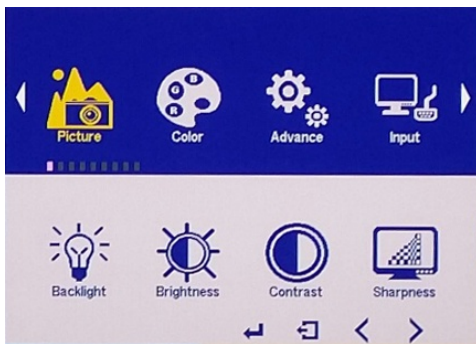 B
G
R
Picture
Color
Advance
Input
Backlight
Brightness
Contrast
Sharpness